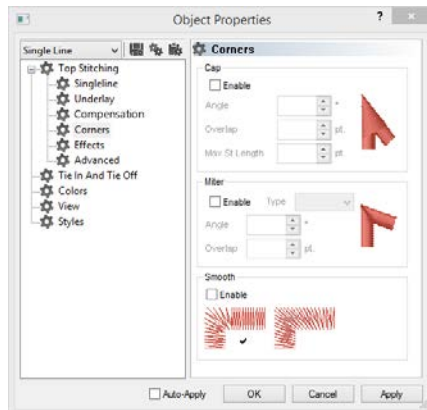 Object Properties ?
Single Line
Top Stitching
Singleline
Underlay
Compensation
Corners
Effects
Advanced
Tie In And Tie Off
Colors
View
Styles
Corners
Cap
Enable
Angle °
Overlap pt.
Max St Length pt.
Miter
Enable Type
Angle °
Overlap pt.
Smooth
Enable
Auto-Apply OK Cancel Apply